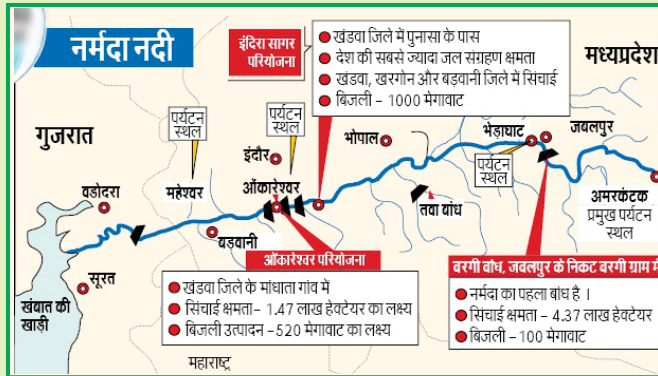 नर्मदा नदी
इंदिरा सागर
परियोजना
खंडवा जिले में पुनासा के पास
देश की सबसे ज्यादा जल संग्रहण क्षमता
खंडवा, खरगोन और बड़वानी जिले में सिंचाई
बिजली - 1000 मेगावाट
मध्यप्रदेश
गुजरात
पर्यटन
स्थल
पर्यटन
स्थल
इंदौर
भोपाल
भेड़ाघाट
जबलपुर
पर्यटन
स्थल
वडोदरा
महेश्वर
ओंकारेश्वर
तवा बांध
अमरकंटक
प्रमुख पर्यटन
स्थल
बड़वानी
सूरत
खंबात की
खाड़ी
ओंकारेश्वर परियोजना
खंडवा जिले के मांधाता गांव में
सिंचाई क्षमता- 1.47 लाख हेक्टेयर का लक्ष्य
बिजली उत्पादन -520 मेगावाट का लक्ष्य
बरगी बांध, जबलपुर के निकट बरगी ग्राम में
नर्मदा का पहला बांध है ।
सिंचाई क्षमता - 4.37 लाख हेक्टेयर
बिजली - 100 मेगावाट
महाराष्ट्र